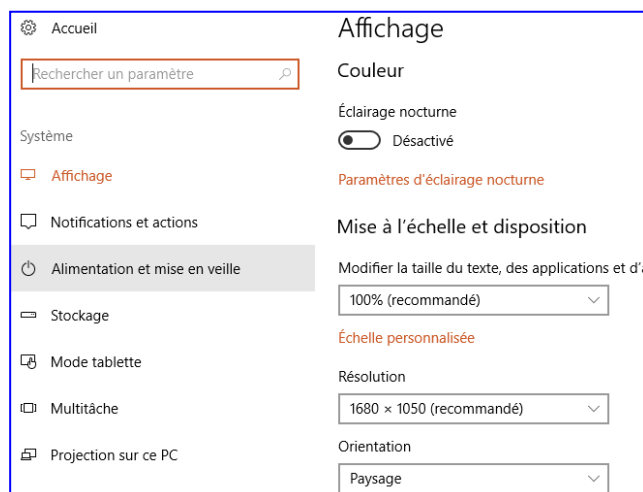 Accueil
Rechercher un paramètre
Système
Affichage
Notifications et actions
Alimentation et mise en veille
Stockage
Mode tablette
Multitâche
Projection sur ce PC
Affichage
Couleur
Éclairage nocturne
Désactivé
Paramètres d'éclairage nocturne
Mise à l’échelle et disposition
Modifier la taille du texte, des applications et d’a
100% (recommandé)
Échelle personnalisée
Résolution
1680 × 1050 (recommandé)
Orientation
Paysage